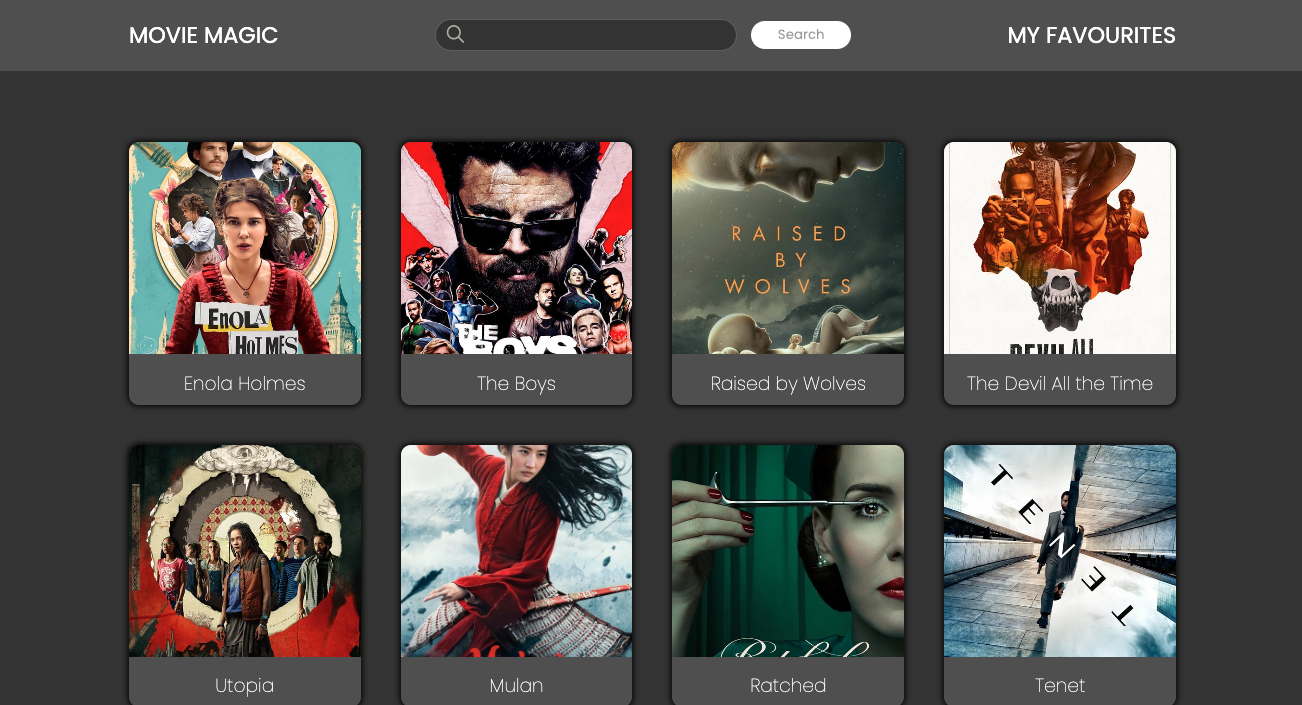 MOVIE MAGIC
Search
MY FAVOURITES
ENOLA
HOLMES
THE
BOYS
RAISED
BY
WOLVES
DEVIL ALL
Enola Holmes
The Boys
Raised by Wolves
The Devil All the Time
Ratched
TENET
Utopia
Mulan
Ratched
Tenet